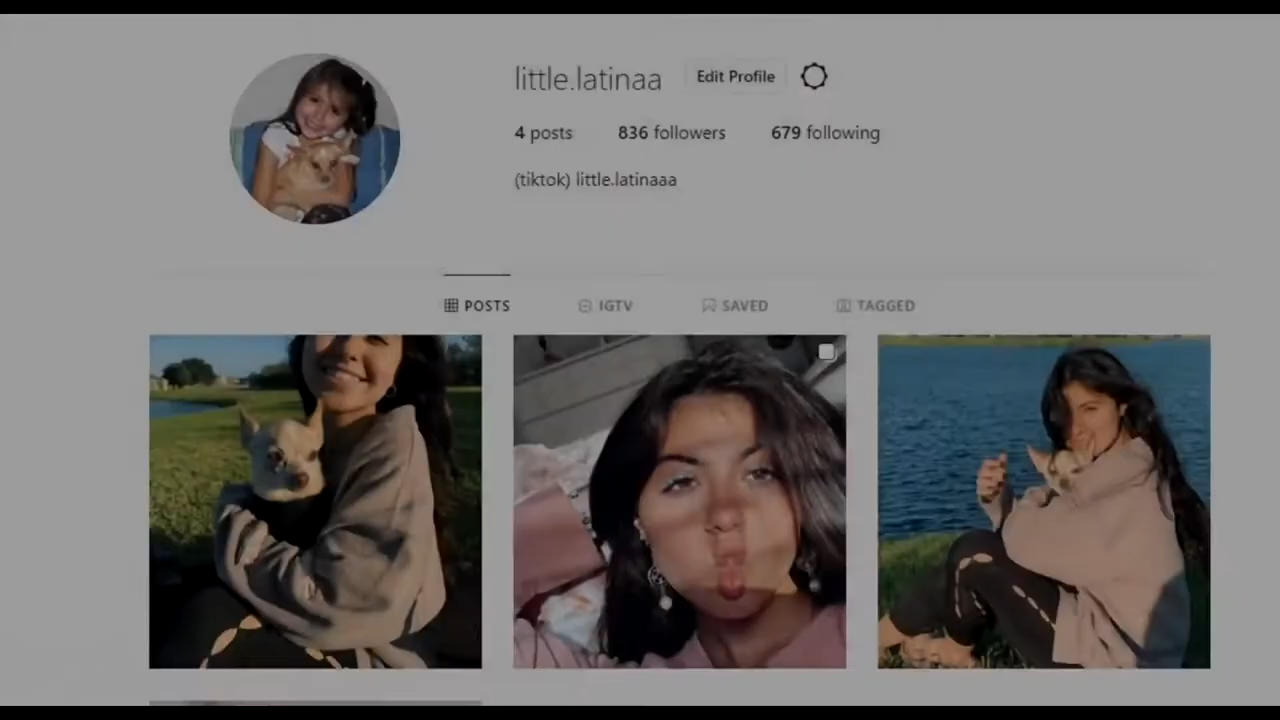 little.latinaa Edit Profile
4 posts 836 followers 679 following
(tiktok) little.latinaaa
POSTS IGTV SAVED TAGGED